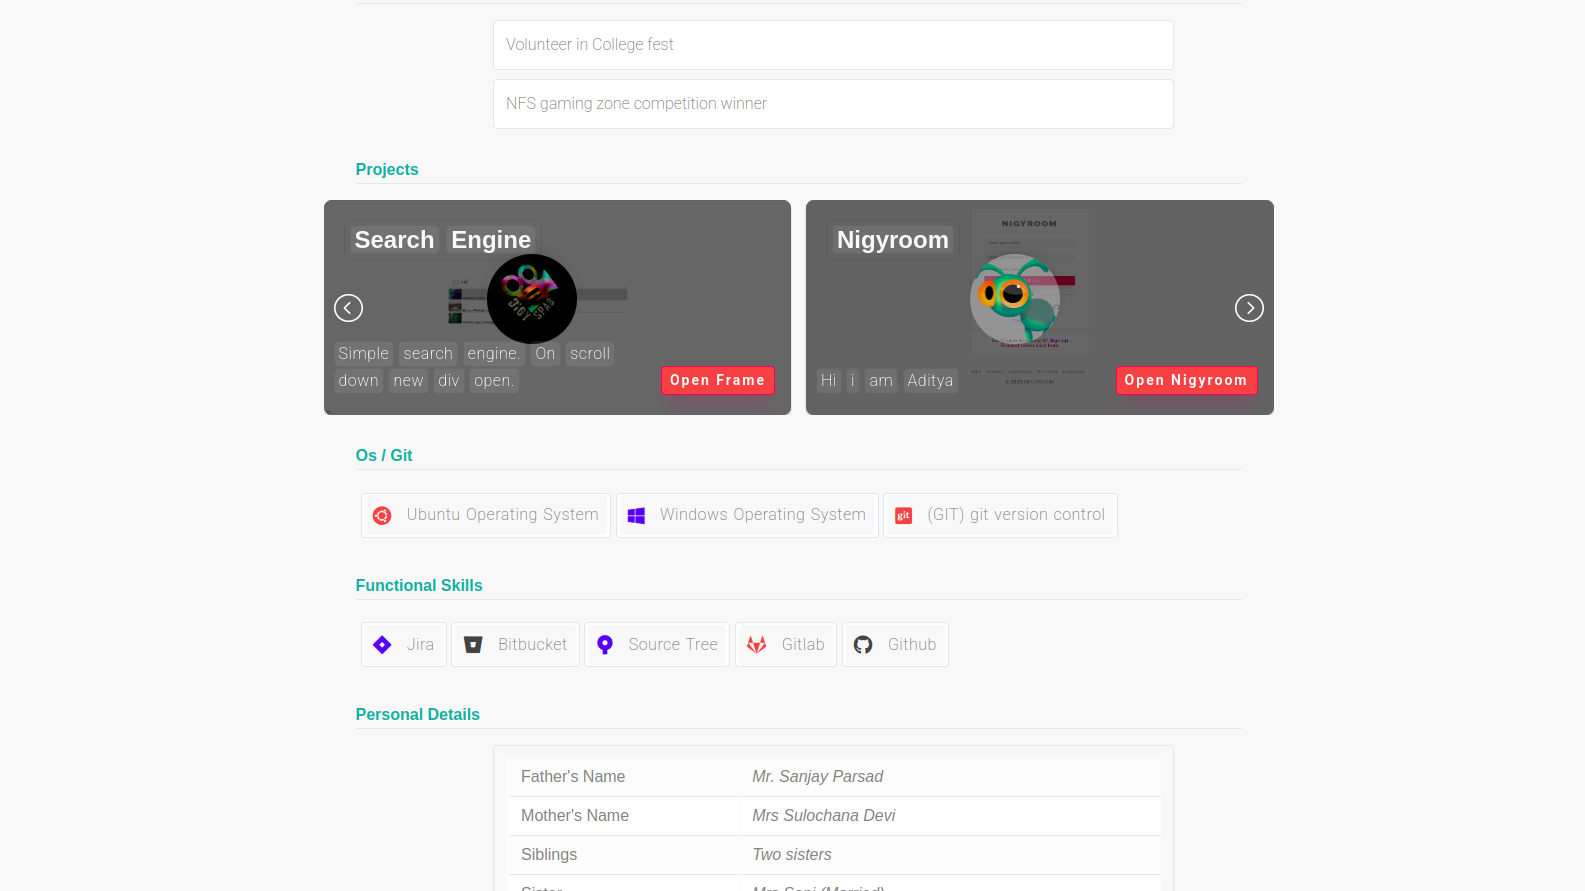 Volunteer in College fest
NFS gaming zone competition winner
Projects
Search Engine
Simple search engine. On scroll
down new div open.
Open Frame
NIGYROOM
Nigyroom
Hi i am Aditya
Open Nigyroom
Os / Git
Ubuntu Operating System
Windows Operating System
git
(GIT) git version control
Functional Skills
Jira
Bitbucket
Source Tree
Gitlab
Github
Personal Details
Father's Name Mr. Sanjay Parsad
Mother's Name Mrs Sulochana Devi
Siblings Two sisters